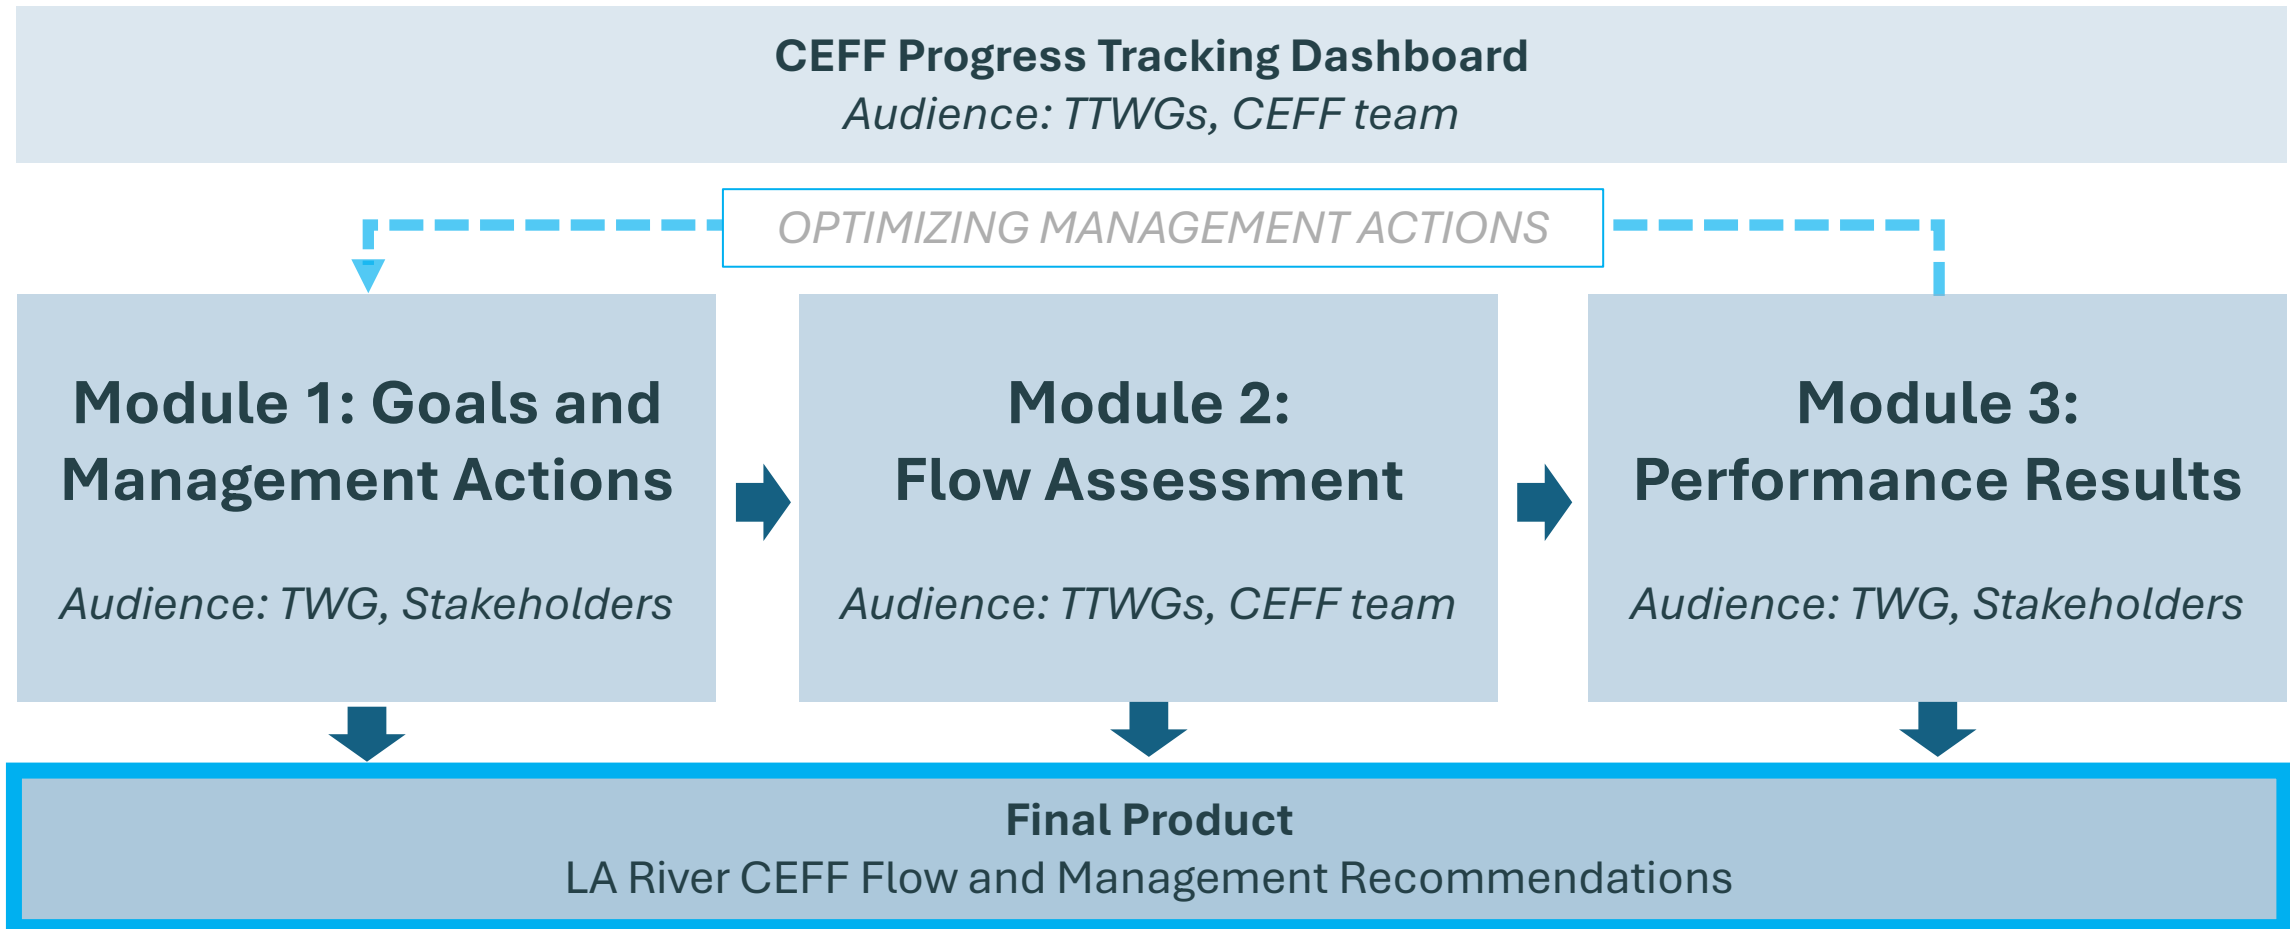 CEFF Progress Tracking Dashboard
Audience: TTWGs, CEFF team
OPTIMIZING MANAGEMENT ACTIONS
Module 1: Goals and
Management Actions
Audience: TWG, Stakeholders
Module 2:
Flow Assessment
Audience: TTWGs, CEFF team
Module 3:
Performance Results
Audience: TWG, Stakeholders
Final Product
LA River CEFF Flow and Management Recommendations